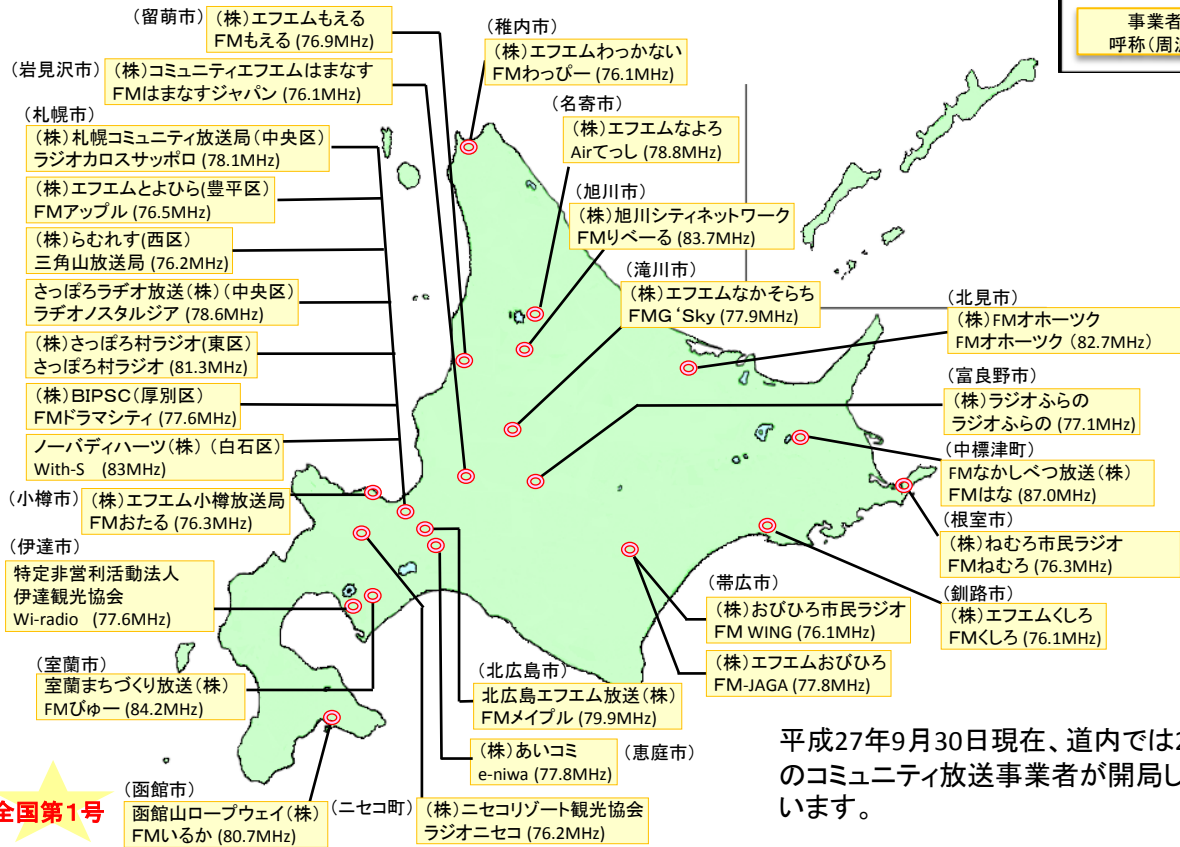 (留萌市)
(株)エフエムもえる
FMもえる (76.9MHz)
(稚内市)
(株)エフエムわっかない
FMわっぴー (76.1MHz)
事業者
呼称(周
(岩見沢市)
(株)コミュニティエフエムはまなす
FMはまなすジャパン (76.1MHz)
(札幌市)
(株)札幌コミュニティ放送局(中央区)
ラジオカロスサッポロ (78.1MHz)
(株)エフエムとよひら(豊平区)
FMアップル (76.5MHz)
(株)らむれす(西区)
三角山放送局 (76.2MHz)
さっぽろラヂオ放送(株)(中央区)
ラヂオノスタルジア (78.6MHz)
(株)さっぽろ村ラジオ(東区)
さっぽろ村ラジオ (81.3MHz)
(株)BIPSC(厚別区)
FMドラマシティ (77.6MHz)
ノーバディハーツ(株) (白石区)
With-S (83MHz)
(名寄市)
(株)エフエムなよろ
Airてっし (78.8MHz)
(旭川市)
(株)旭川シティネットワーク
FMりべーる (83.7MHz)
(滝川市)
(株)エフエムなかそらち
FMG‘Sky (77.9MHz)
(北見市)
(株)FMオホーツク
FMオホーツク (82.7MHz)
(富良野市)
(株)ラジオふらの
ラジオふらの (77.1MHz)
(中標津町)
FMなかしべつ放送(株)
FMはな (87.0MHz)
(根室市)
(株)ねむろ市民ラジオ
FMねむろ (76.3MHz)
(釧路市)
(株)エフエムくしろ
FMくしろ (76.1MHz)
(帯広市)
(株)おびひろ市民ラジオ
FM WING (76.1MHz)
(株)エフエムおびひろ
FM-JAGA (77.8MHz)
(小樽市)
(株)エフエム小樽放送局
FMおたる (76.3MHz)
(伊達市)
特定非営利活動法人
伊達観光協会
Wi-radio (77.6MHz)
(室蘭市)
室蘭まちづくり放送(株)
FMびゅー (84.2MHz)
(北広島市)
北広島エフエム放送(株)
FMメイプル (79.9MHz)
(株)あいコミ
e-niwa (77.8MHz)
(恵庭市)
全国第1号
(函館市)
函館山ロープウェイ(株)
FMいるか (80.7MHz)
(ニセコ町)
(株)ニセコリゾート観光協会
ラジオニセコ (76.2MHz)
平成27年9月30日現在、道内では2
のコミュニティ放送事業者が開局し
います。